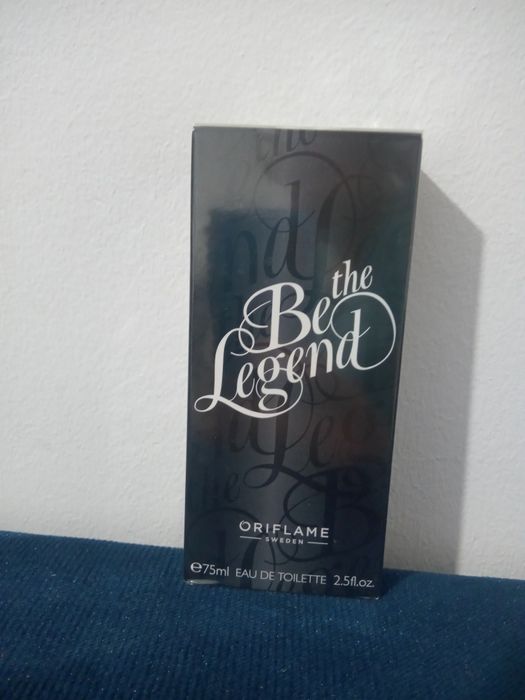 Be the
Legend
ORIFLAME
SWEDEN
℮75ml EAU DE TOILETTE 2.5fl.oz.